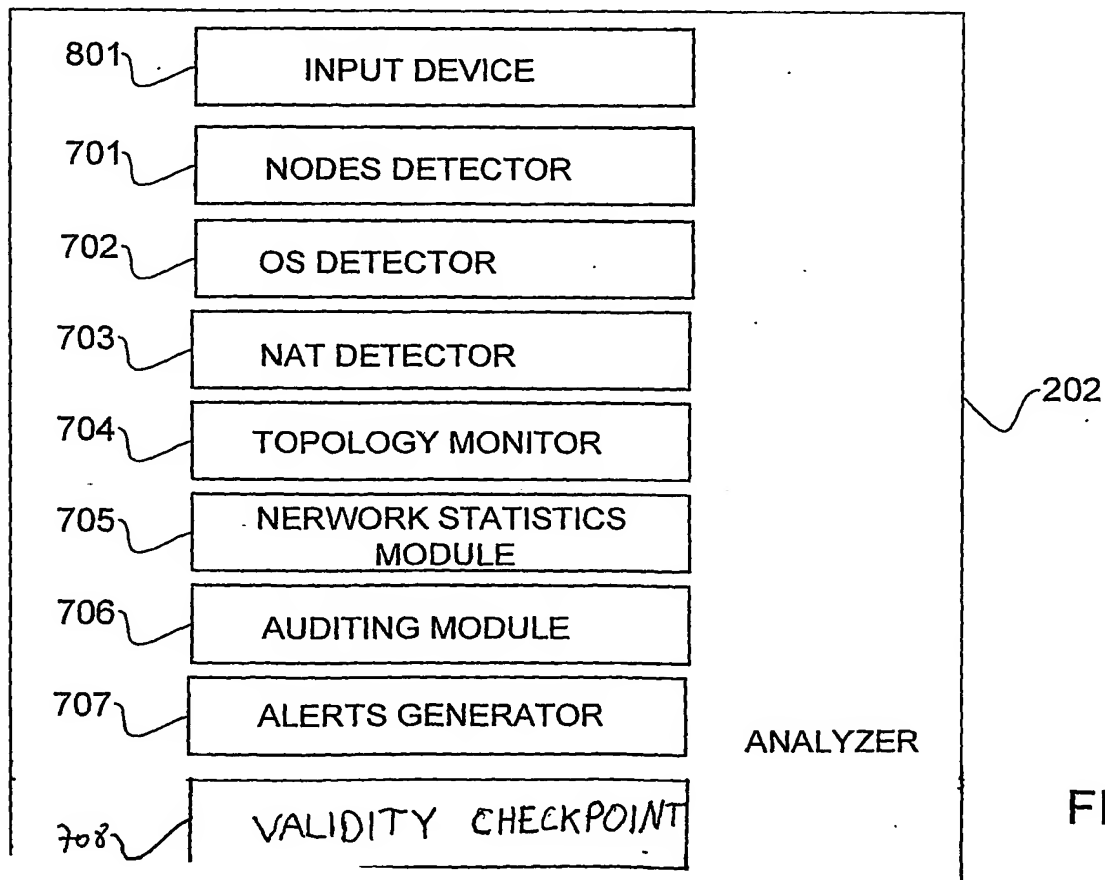 801 INPUT DEVICE
701 NODES DETECTOR
702 OS DETECTOR
703 NAT DETECTOR
202
704 TOPOLOGY MONITOR
705 NERWORK STATISTICS
MODULE
706 AUDITING MODULE
707 ALERTS GENERATOR
ANALYZER
708 VALIDITY CHECKPOINT